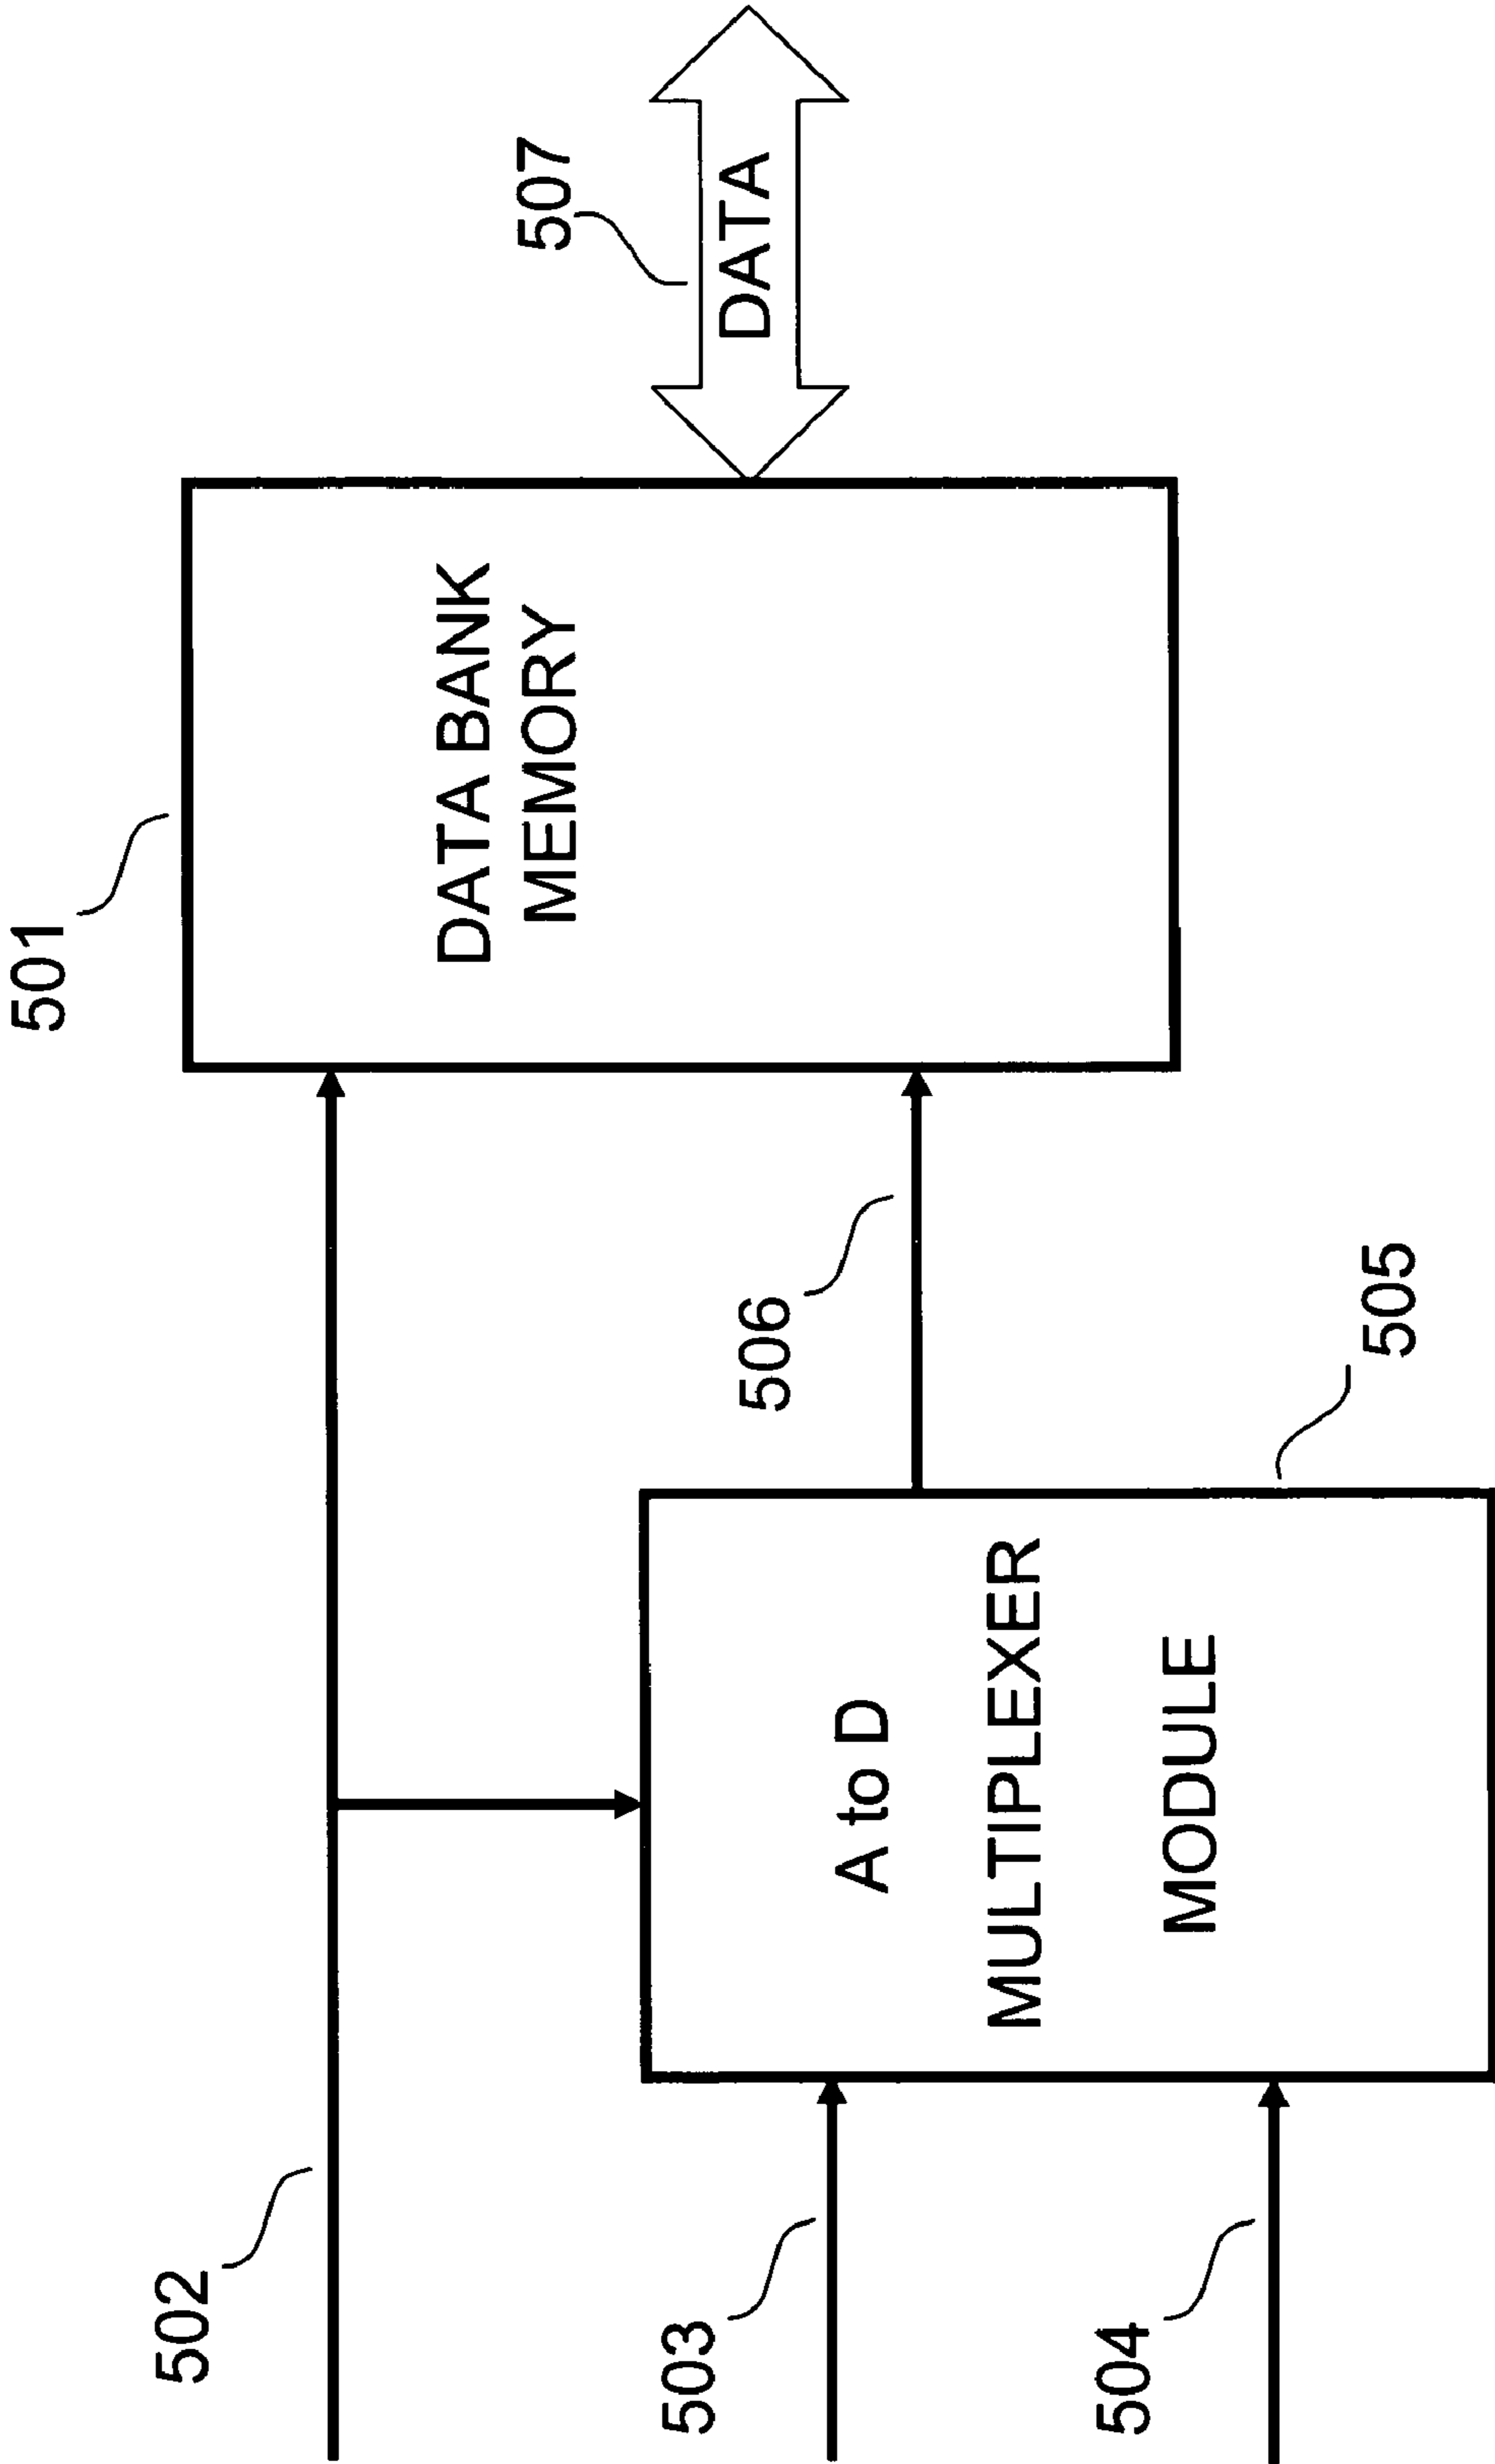 501
DATA BANK
MEMORY
507
DATA
502
506
503
A to D
MULTIPLEXER
MODULE
504
505